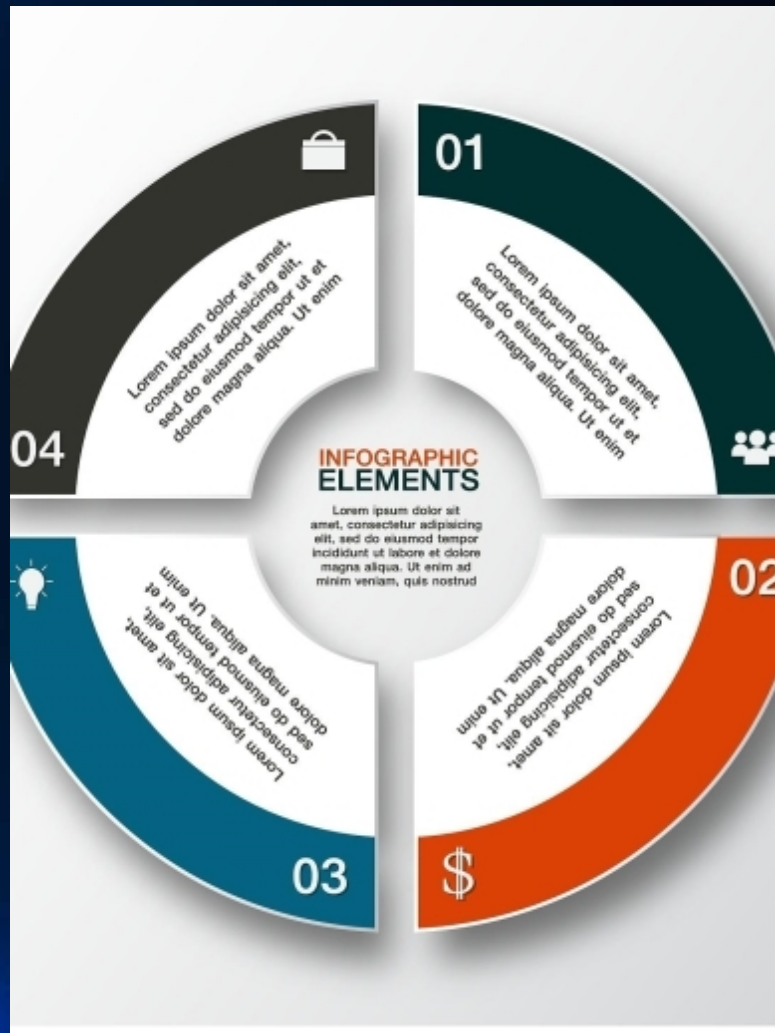 01
Lorem ipsum dolor sit amet,
consectetur adipisicing elit,
sed do eiusmod tempor ut et
dolore magna aliqua. Ut enim
02
Lorem ipsum dolor sit amet,
consectetur adipisicing elit,
sed do eiusmod tempor ut et
dolore magna aliqua. Ut enim
03
Lorem ipsum dolor sit amet,
consectetur adipisicing elit,
sed do eiusmod tempor ut et
dolore magna aliqua. Ut enim
04
Lorem ipsum dolor sit amet,
consectetur adipisicing elit,
sed do eiusmod tempor ut et
dolore magna aliqua. Ut enim
INFOGRAPHIC
ELEMENTS
Lorem ipsum dolor sit
amet, consectetur adipisicing
elit, sed do eiusmod tempor
incididunt ut labore et dolore
magna aliqua. Ut enim ad
minim veniam, quis nostrud
$